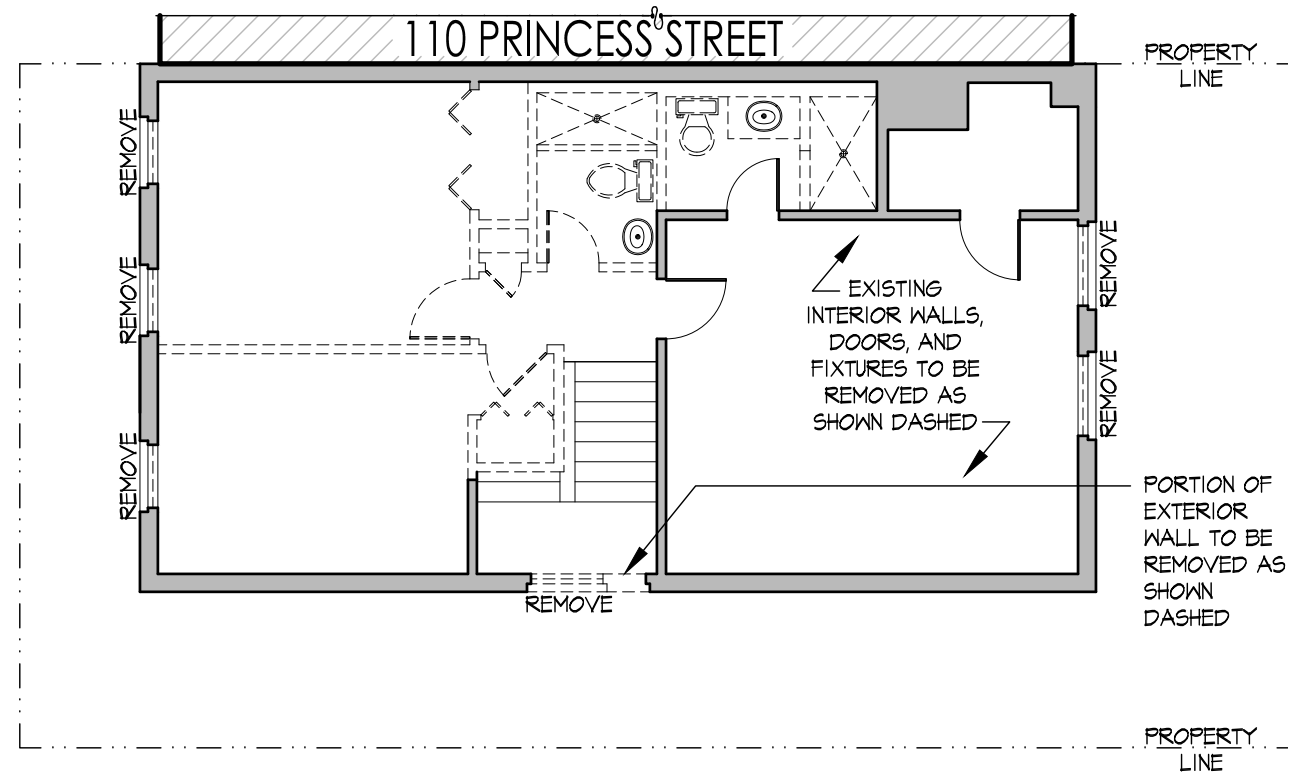 110 PRINCESS STREET
PROPERTY
LINE
REMOVE
REMOVE
REMOVE
REMOVE
REMOVE
EXISTING
INTERIOR WALLS,
DOORS, AND
FIXTURES TO BE
REMOVED AS
SHOWN DASHED
PORTION OF
EXTERIOR
WALL TO BE
REMOVED AS
SHOWN
DASHED
REMOVE
PROPERTY
LINE